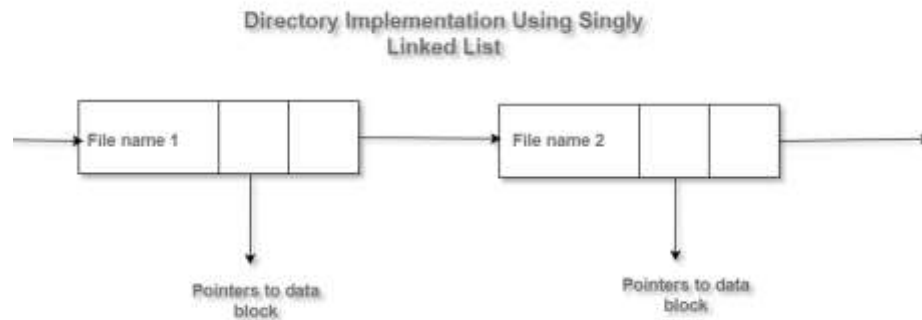 Directory Implementation Using Singly
Linked List
File name 1
File name 2
Pointers to data
block
Pointers to data
block